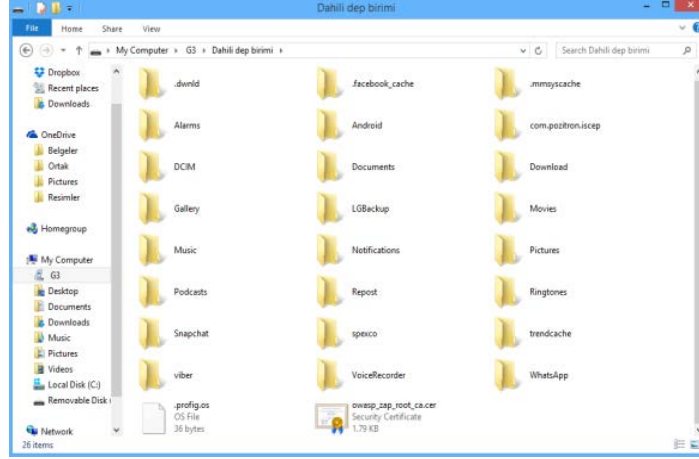 Dahili dep birimi
File Home Share View
My Computer G3 Dahili dep birimi
Search Dahili dep birimi
Dropbox
Recent places
Downloads
OneDrive
Belgeler
Ortak
Pictures
Resimler
Homegroup
My Computer
G3
Desktop
Documents
Downloads
Music
Pictures
Videos
Local Disk (C:)
Removable Disk
Network
.dwnld
.facebook_cache
.mmsyscache
Alarms
Android
com.pozitron.iscep
DCIM
Documents
Download
Gallery
LGBackup
Movies
Music
Notifications
Pictures
Podcasts
Repost
Ringtones
Snapchat
spexco
trendcache
viber
VoiceRecorder
WhatsApp
.profig.os
OS File
36 bytes
owasp_zap_root_ca.cer
Security Certificate
1.79 KB
26 items